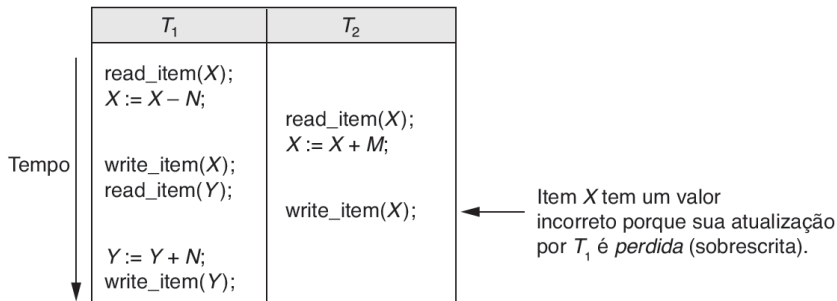 T₁ T₂
read_item(X);
X := X – N;
read_item(X);
X := X + M;
Tempo
write_item(X);
read_item(Y);
write_item(X);
Item X tem um valor
incorreto porque sua atualização
por T₁ é perdida (sobrescrita).
Y := Y + N;
write_item(Y);